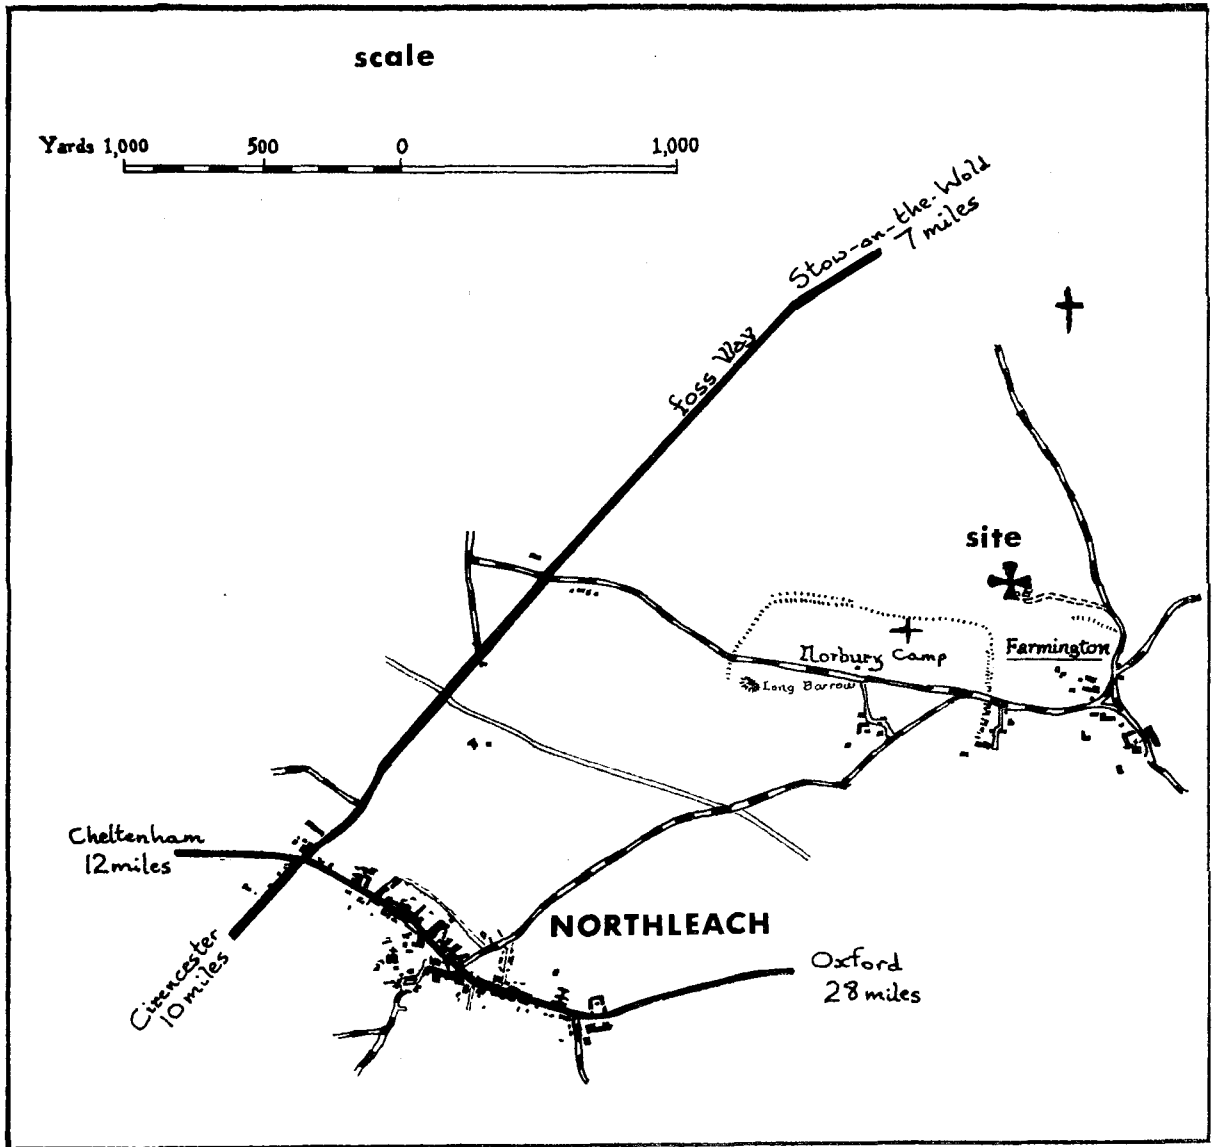 scale
Yards 1,000 500 0 1,000
Stow-on-the-Wold
7 miles
foss Way
site
Norbury Camp
Farmington
Long Barrow
Cheltenham
12 miles
NORTHLEACH
Oxford
28 miles
Cirencester
10 miles